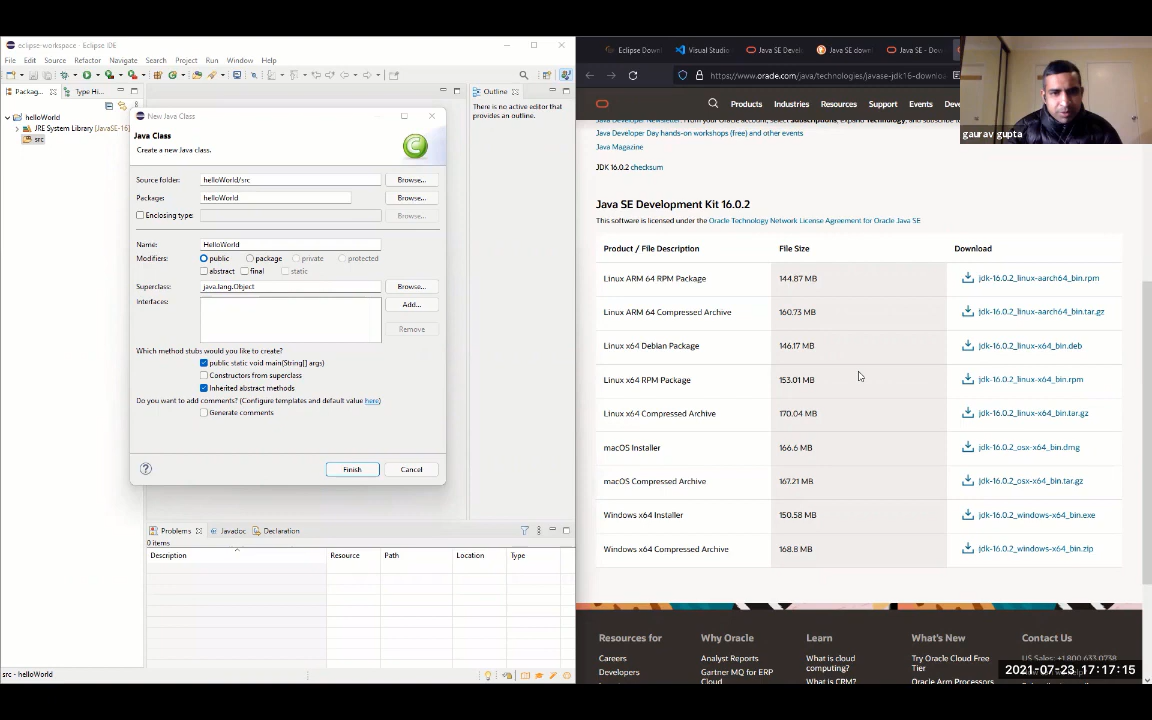 eclipse-workspace - Eclipse IDE
File Edit Source Refactor Navigate Search Project Run Window Help
Packag... Type Hi...
helloWorld
JRE System Library [JavaSE-16]
src
New Java Class
Java Class
Create a new Java class.
Source folder: helloWorld/src Browse...
Package: helloWorld Browse...
Enclosing type: Browse...
Name: HelloWorld
Modifiers: public package private protected
abstract final static
Superclass: java.lang.Object Browse...
Interfaces: Add...
Remove
Which method stubs would you like to create?
public static void main(String[] args)
Constructors from superclass
Inherited abstract methods
Do you want to add comments? (Configure templates and default value here)
Generate comments
Finish Cancel
Outline
There is no active editor that
provides an outline.
Problems Javadoc Declaration
0 items
Description Resource Path Location Type
src - helloWorld
Eclipse Down Visual Studio Java SE Devel Java SE down Java SE - Dow
https://www.oracle.com/java/technologies/javase-jdk16-downloa
Products Industries Resources Support Events Deve
gaurav gupta
Java Developer Day hands-on workshops (free) and other events
Java Magazine
JDK 16.0.2 checksum
Java SE Development Kit 16.0.2
This software is licensed under the Oracle Technology Network License Agreement for Oracle Java SE
Product / File Description File Size Download
Linux ARM 64 RPM Package 144.87 MB jdk-16.0.2_linux-aarch64_bin.rpm
Linux ARM 64 Compressed Archive 160.73 MB jdk-16.0.2_linux-aarch64_bin.tar.gz
Linux x64 Debian Package 146.17 MB jdk-16.0.2_linux-x64_bin.deb
Linux x64 RPM Package 153.01 MB jdk-16.0.2_linux-x64_bin.rpm
Linux x64 Compressed Archive 170.04 MB jdk-16.0.2_linux-x64_bin.tar.gz
macOS Installer 166.6 MB jdk-16.0.2_osx-x64_bin.dmg
macOS Compressed Archive 167.21 MB jdk-16.0.2_osx-x64_bin.tar.gz
Windows x64 Installer 150.58 MB jdk-16.0.2_windows-x64_bin.exe
Windows x64 Compressed Archive 168.8 MB jdk-16.0.2_windows-x64_bin.zip
Resources for Why Oracle Learn What's New Contact Us
Careers Analyst Reports What is cloud computing? Try Oracle Cloud Free Tier US Sales: +1.800.633.0738
Developers Gartner MQ for ERP Cloud What is CRM? Oracle Arm Processors
2021-07-23 17:17:15